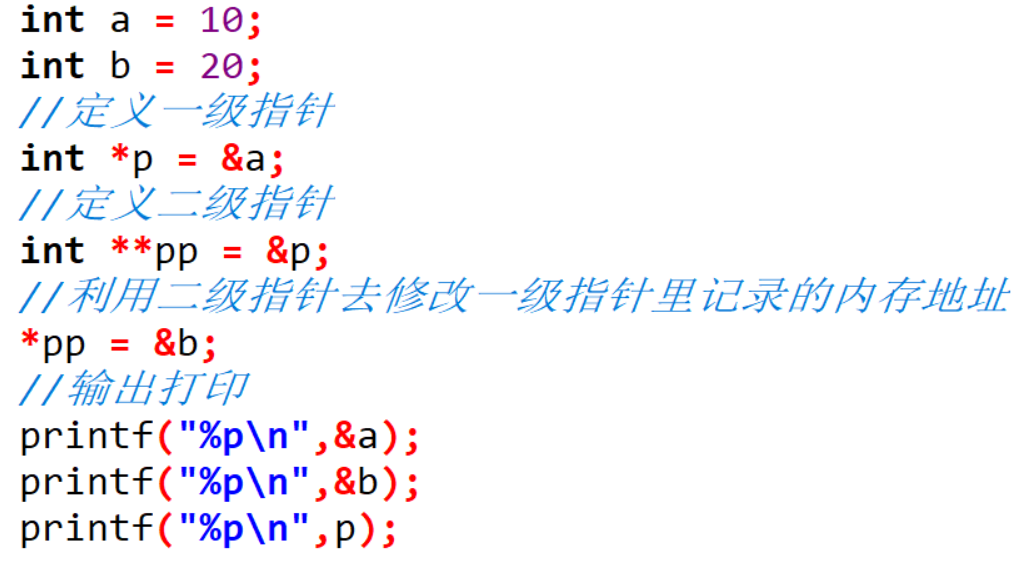 int a = 10;
int b = 20;
//定义一级指针
int *p = &a;
//定义二级指针
int **pp = &p;
//利用二级指针去修改一级指针里记录的内存地址
*pp = &b;
//输出打印
printf("%p\n",&a);
printf("%p\n",&b);
printf("%p\n",p);